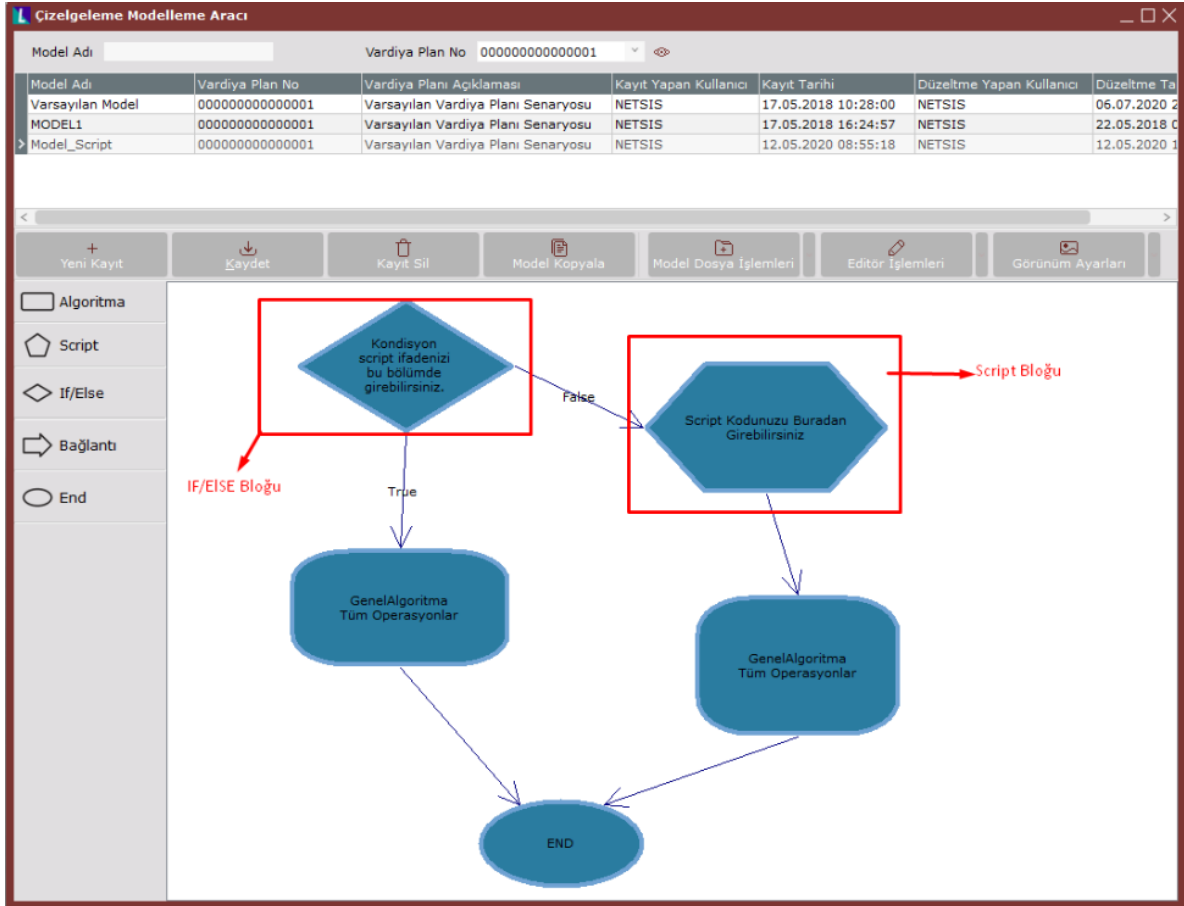 Çizelgeleme Modelleme Aracı
Model Adı Vardiya Plan No 000000000000001
Model Adı Vardiya Plan No Vardiya Planı Açıklaması Kayıt Yapan Kullanıcı Kayıt Tarihi Düzeltme Yapan Kullanıcı Düzeltme Ta
Varsayılan Model 000000000000001 Varsayılan Vardiya Planı Senaryosu NETSIS 17.05.2018 10:28:00 NETSIS 06.07.2020 2
MODEL1 000000000000001 Varsayılan Vardiya Planı Senaryosu NETSIS 17.05.2018 16:24:57 NETSIS 22.05.2018 0
Model_Script 000000000000001 Varsayılan Vardiya Planı Senaryosu NETSIS 12.05.2020 08:55:18 NETSIS 12.05.2020 1
Yeni Kayıt Kaydet Kayıt Sil Model Kopyala Model Dosya İşlemleri Editör İşlemleri Görünüm Ayarları
Algoritma
Script
If/Else
Bağlantı
End
Kondisyon
script ifadenizi
bu bölümde
girebilirsiniz.
False
Script Bloğu
Script Kodunuzu Buradan
Girebilirsiniz
IF/ElSE Bloğu
True
GenelAlgoritma
Tüm Operasyonlar
GenelAlgoritma
Tüm Operasyonlar
END